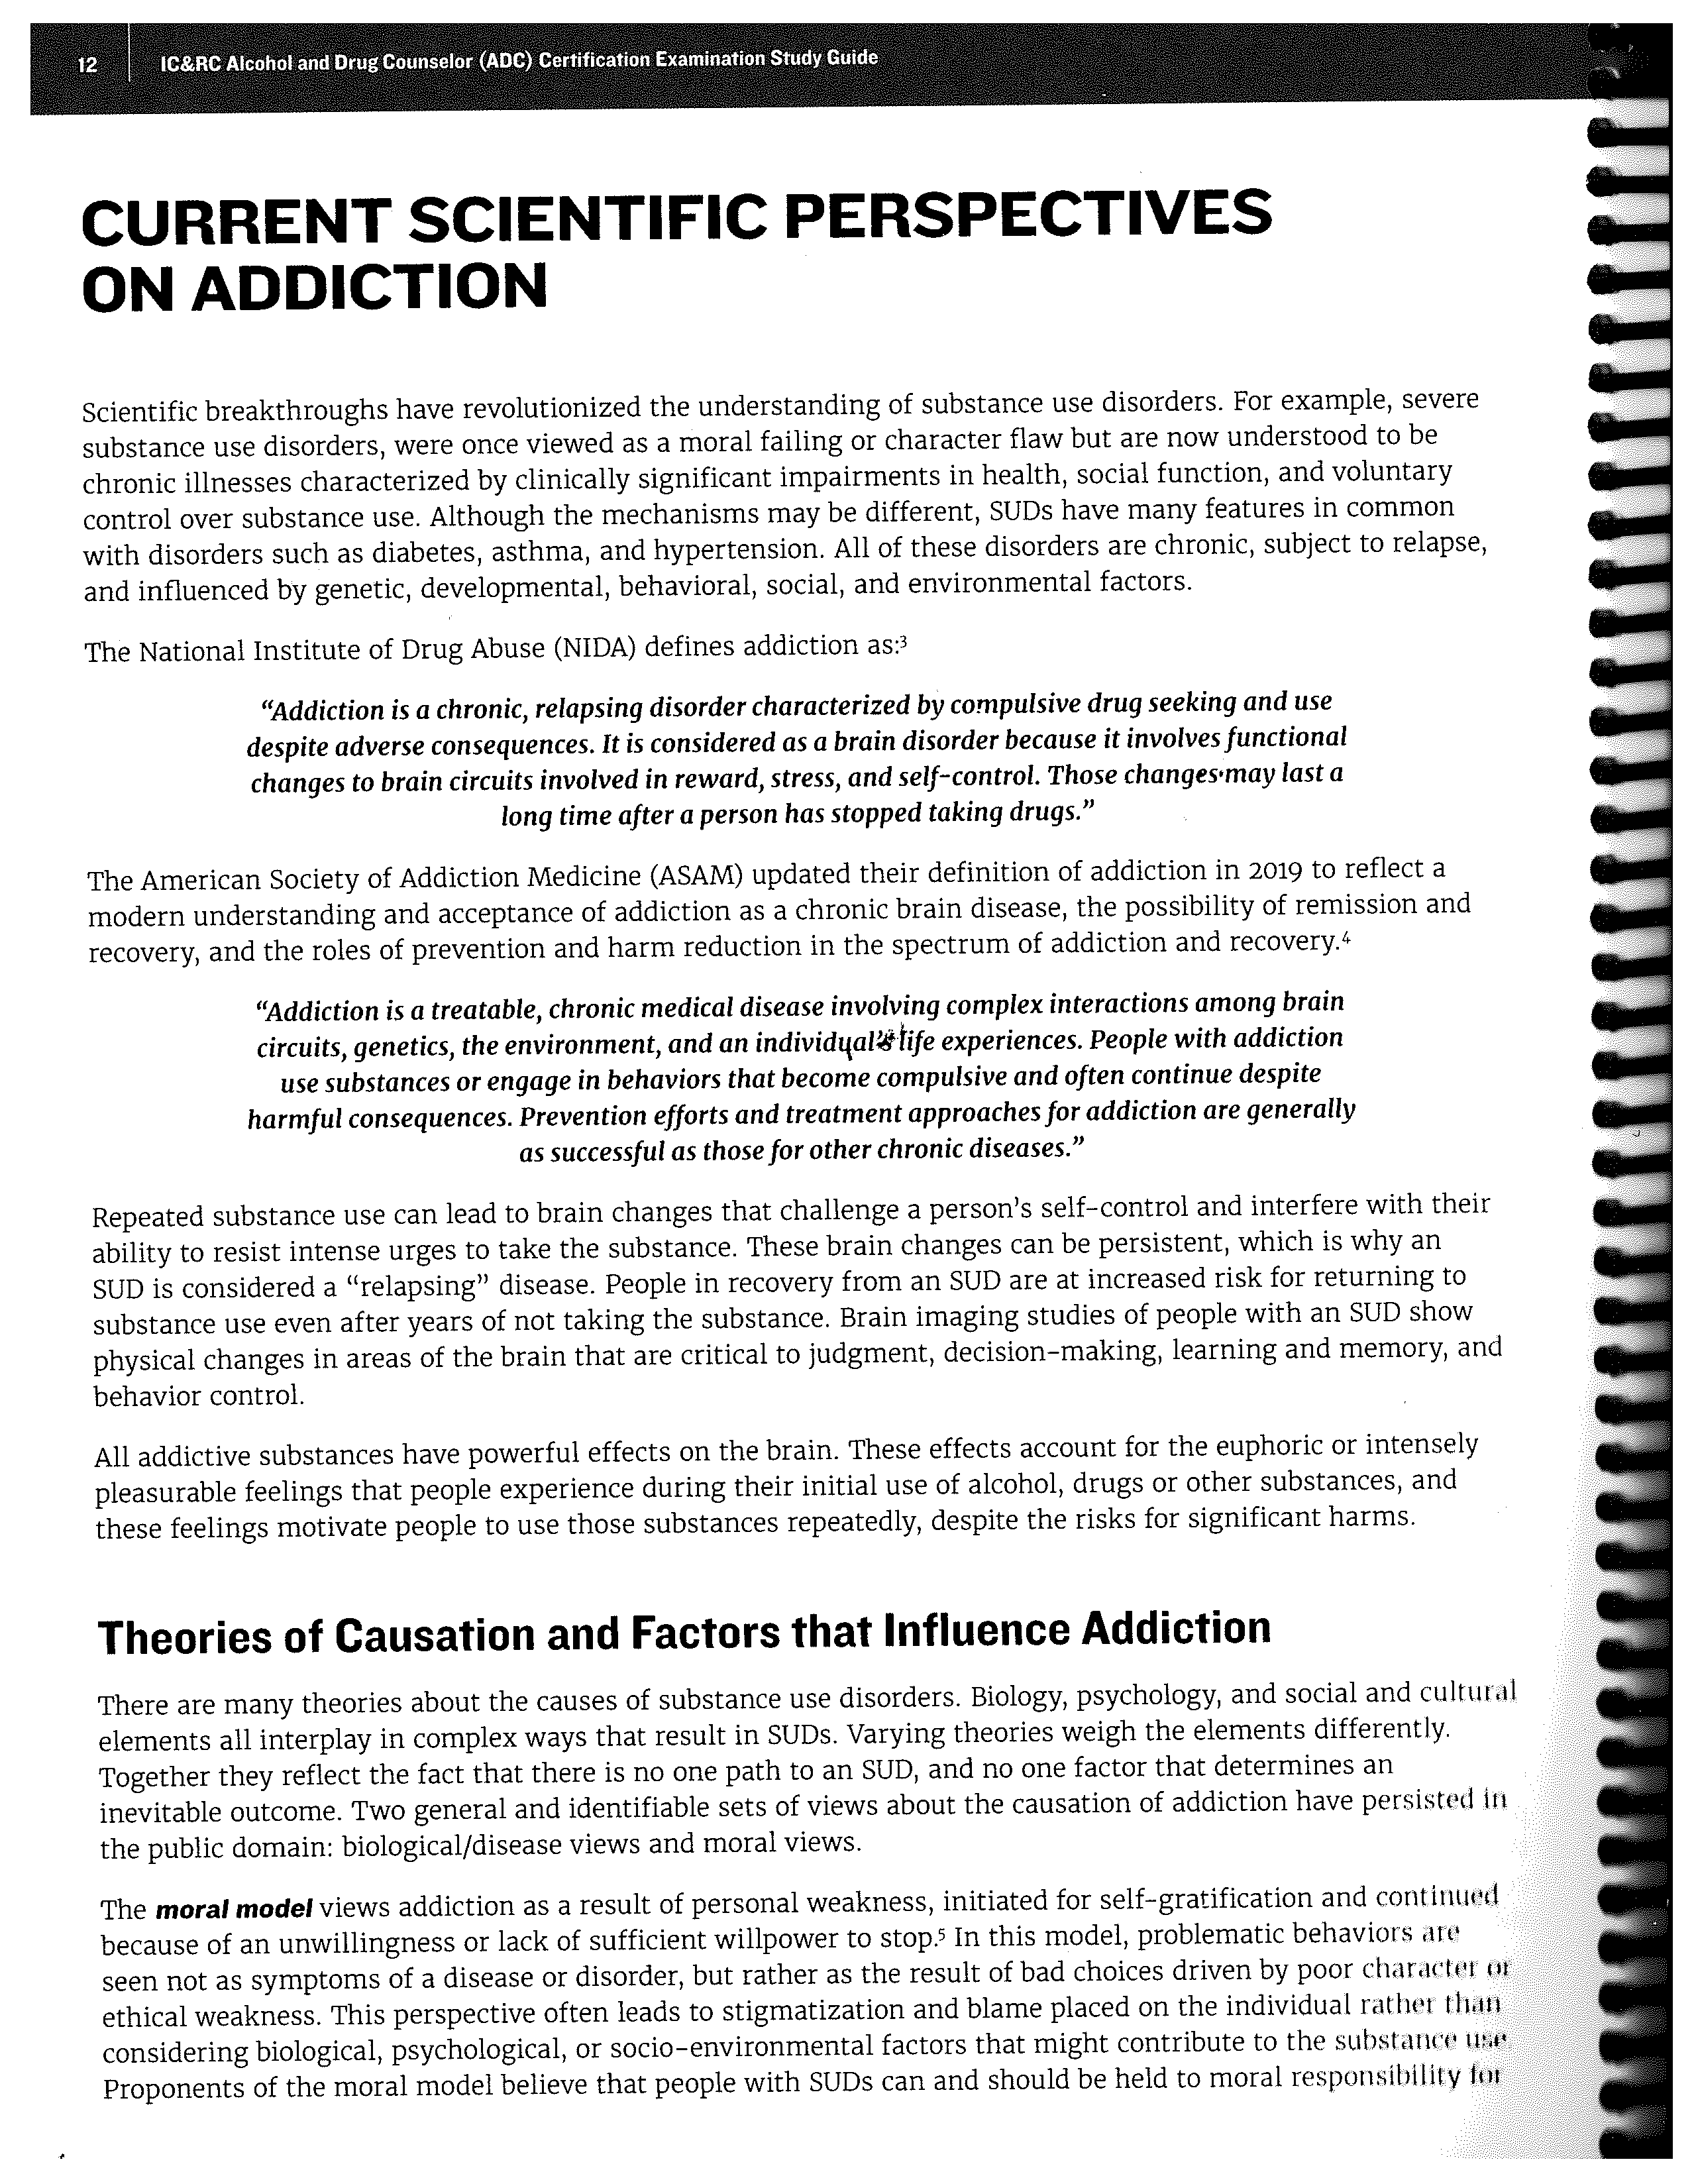 12 IC&RC Alcohol and Drug Counselor (ADC) Certification Examination Study Guide
CURRENT SCIENTIFIC PERSPECTIVES
ON ADDICTION
Scientific breakthroughs have revolutionized the understanding of substance use disorders. For example, severe
substance use disorders, were once viewed as a moral failing or character flaw but are now understood to be
chronic illnesses characterized by clinically significant impairments in health, social function, and voluntary
control over substance use. Although the mechanisms may be different, SUDs have many features in common
with disorders such as diabetes, asthma, and hypertension. All of these disorders are chronic, subject to relapse,
and influenced by genetic, developmental, behavioral, social, and environmental factors.
The National Institute of Drug Abuse (NIDA) defines addiction as:³
“Addiction is a chronic, relapsing disorder characterized by compulsive drug seeking and use
despite adverse consequences. It is considered as a brain disorder because it involves functional
changes to brain circuits involved in reward, stress, and self-control. Those changes may last a
long time after a person has stopped taking drugs.”
The American Society of Addiction Medicine (ASAM) updated their definition of addiction in 2019 to reflect a
modern understanding and acceptance of addiction as a chronic brain disease, the possibility of remission and
recovery, and the roles of prevention and harm reduction in the spectrum of addiction and recovery.⁴
“Addiction is a treatable, chronic medical disease involving complex interactions among brain
circuits, genetics, the environment, and an individual’s life experiences. People with addiction
use substances or engage in behaviors that become compulsive and often continue despite
harmful consequences. Prevention efforts and treatment approaches for addiction are generally
as successful as those for other chronic diseases.”
Repeated substance use can lead to brain changes that challenge a person’s self-control and interfere with their
ability to resist intense urges to take the substance. These brain changes can be persistent, which is why an
SUD is considered a “relapsing” disease. People in recovery from an SUD are at increased risk for returning to
substance use even after years of not taking the substance. Brain imaging studies of people with an SUD show
physical changes in areas of the brain that are critical to judgment, decision-making, learning and memory, and
behavior control.
All addictive substances have powerful effects on the brain. These effects account for the euphoric or intensely
pleasurable feelings that people experience during their initial use of alcohol, drugs or other substances, and
these feelings motivate people to use those substances repeatedly, despite the risks for significant harms.
Theories of Causation and Factors that Influence Addiction
There are many theories about the causes of substance use disorders. Biology, psychology, and social and cultural
elements all interplay in complex ways that result in SUDs. Varying theories weigh the elements differently.
Together they reflect the fact that there is no one path to an SUD, and no one factor that determines an
inevitable outcome. Two general and identifiable sets of views about the causation of addiction have persisted in
the public domain: biological/disease views and moral views.
The moral model views addiction as a result of personal weakness, initiated for self-gratification and continued
because of an unwillingness or lack of sufficient willpower to stop.⁵ In this model, problematic behaviors are
seen not as symptoms of a disease or disorder, but rather as the result of bad choices driven by poor character or
ethical weakness. This perspective often leads to stigmatization and blame placed on the individual rather than
considering biological, psychological, or socio-environmental factors that might contribute to the substance use
Proponents of the moral model believe that people with SUDs can and should be held to moral responsibility for